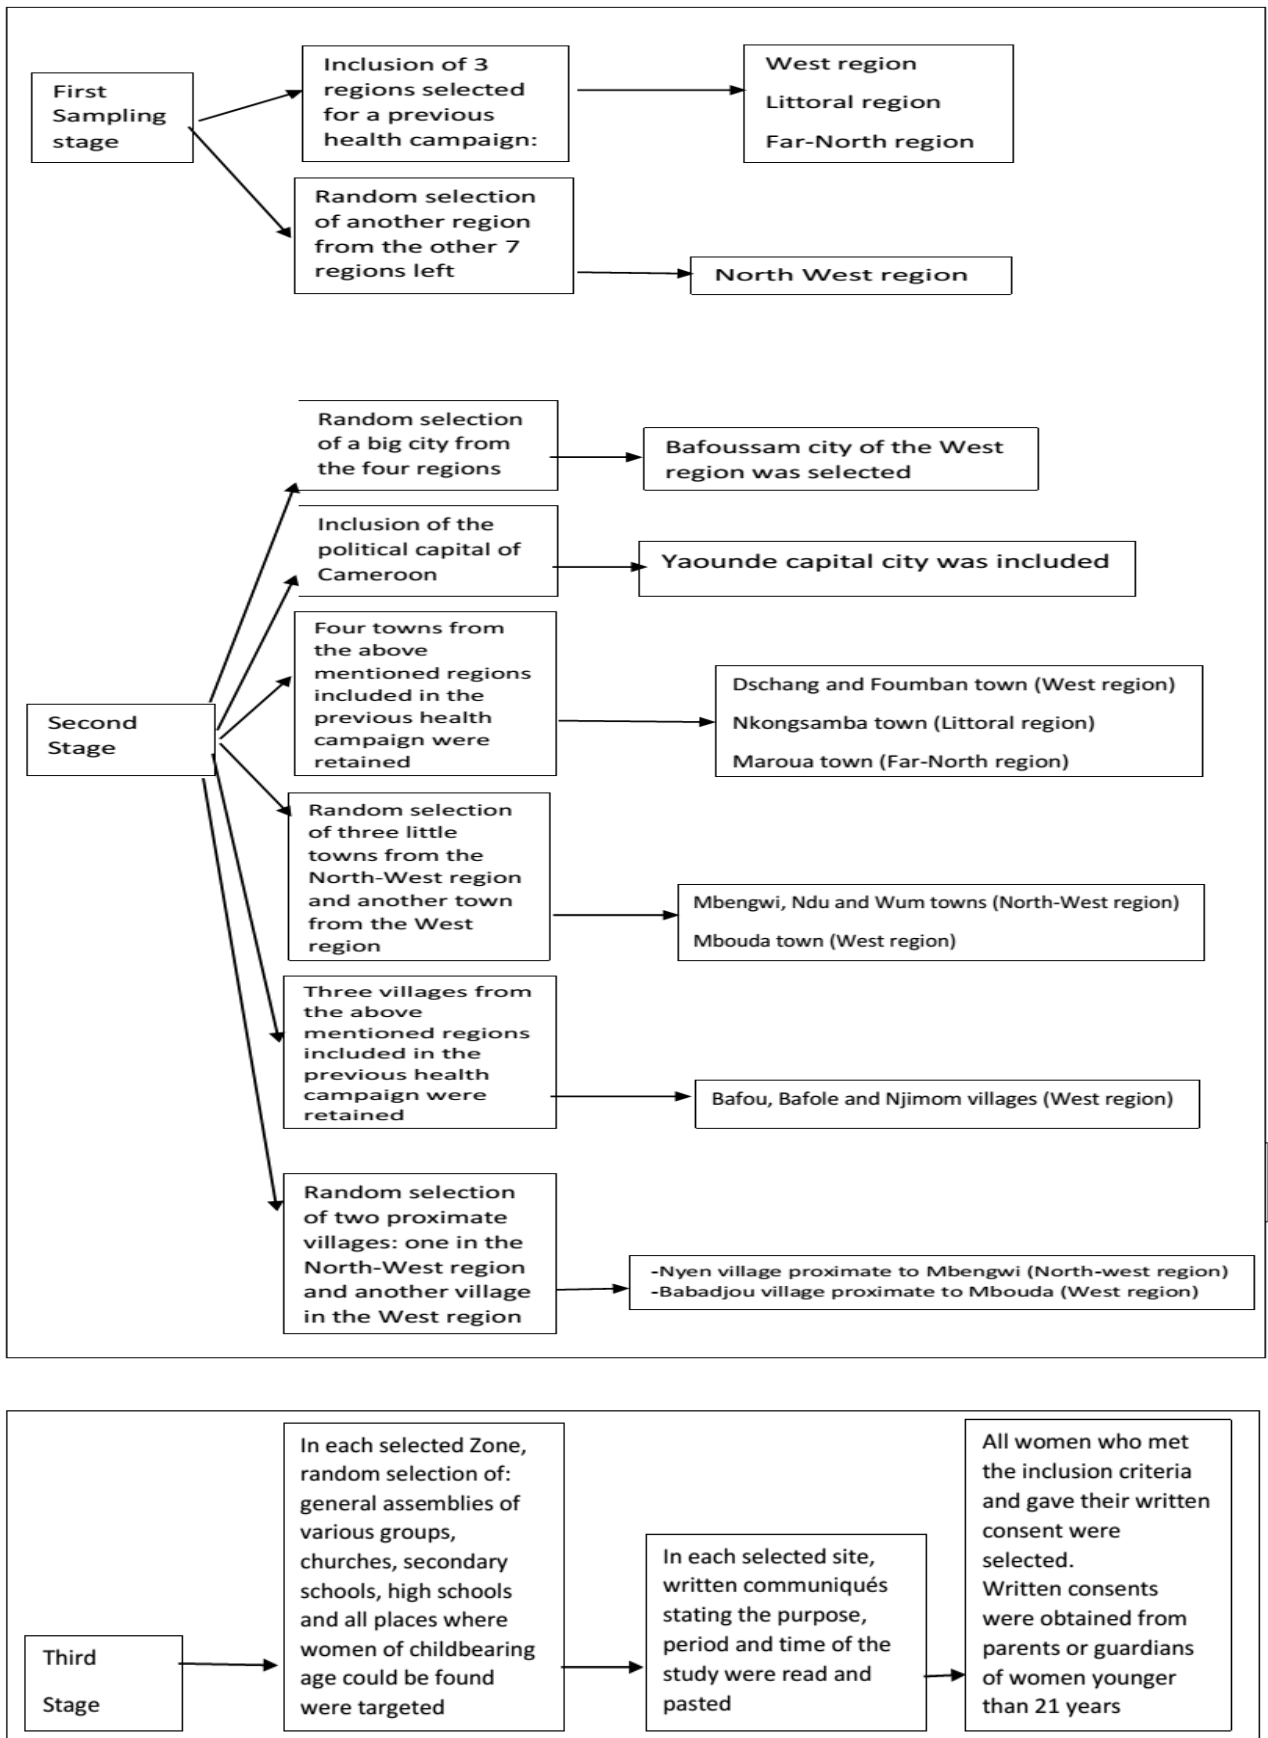 First
Sampling
stage
Inclusion of 3
regions selected
for a previous
health campaign:
West region
Littoral region
Far-North region
Random selection
of another region
from the other 7
regions left
North West region
Second
Stage
Random selection
of a big city from
the four regions
Bafoussam city of the West
region was selected
Inclusion of the
political capital of
Cameroon
Yaounde capital city was included
Four towns from
the above
mentioned regions
included in the
previous health
campaign were
retained
Dschang and Foumban town (West region)
Nkongsamba town (Littoral region)
Maroua town (Far-North region)
Random selection
of three little
towns from the
North-West region
and another town
from the West
region
Mbengwi, Ndu and Wum towns (North-West region)
Mbouda town (West region)
Three villages from
the above
mentioned regions
included in the
previous health
campaign were
retained
Bafou, Bafole and Njimom villages (West region)
Random selection
of two proximate
villages: one in the
North-West region
and another village
in the West region
-Nyen village proximate to Mbengwi (North-west region)
-Babadjou village proximate to Mbouda (West region)
Third
Stage
In each selected Zone,
random selection of:
general assemblies of
various groups,
churches, secondary
schools, high schools
and all places where
women of childbearing
age could be found
were targeted
In each selected site,
written communiqués
stating the purpose,
period and time of the
study were read and
pasted
All women who met
the inclusion criteria
and gave their written
consent were
selected.
Written consents
were obtained from
parents or guardians
of women younger
than 21 years